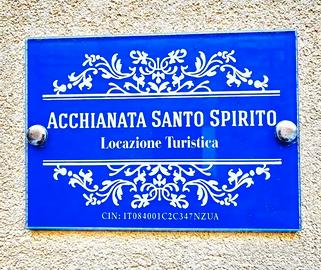 Acchianata Santo Spirito
Locazione Turistica
CIN: IT084001C2C347NZUA